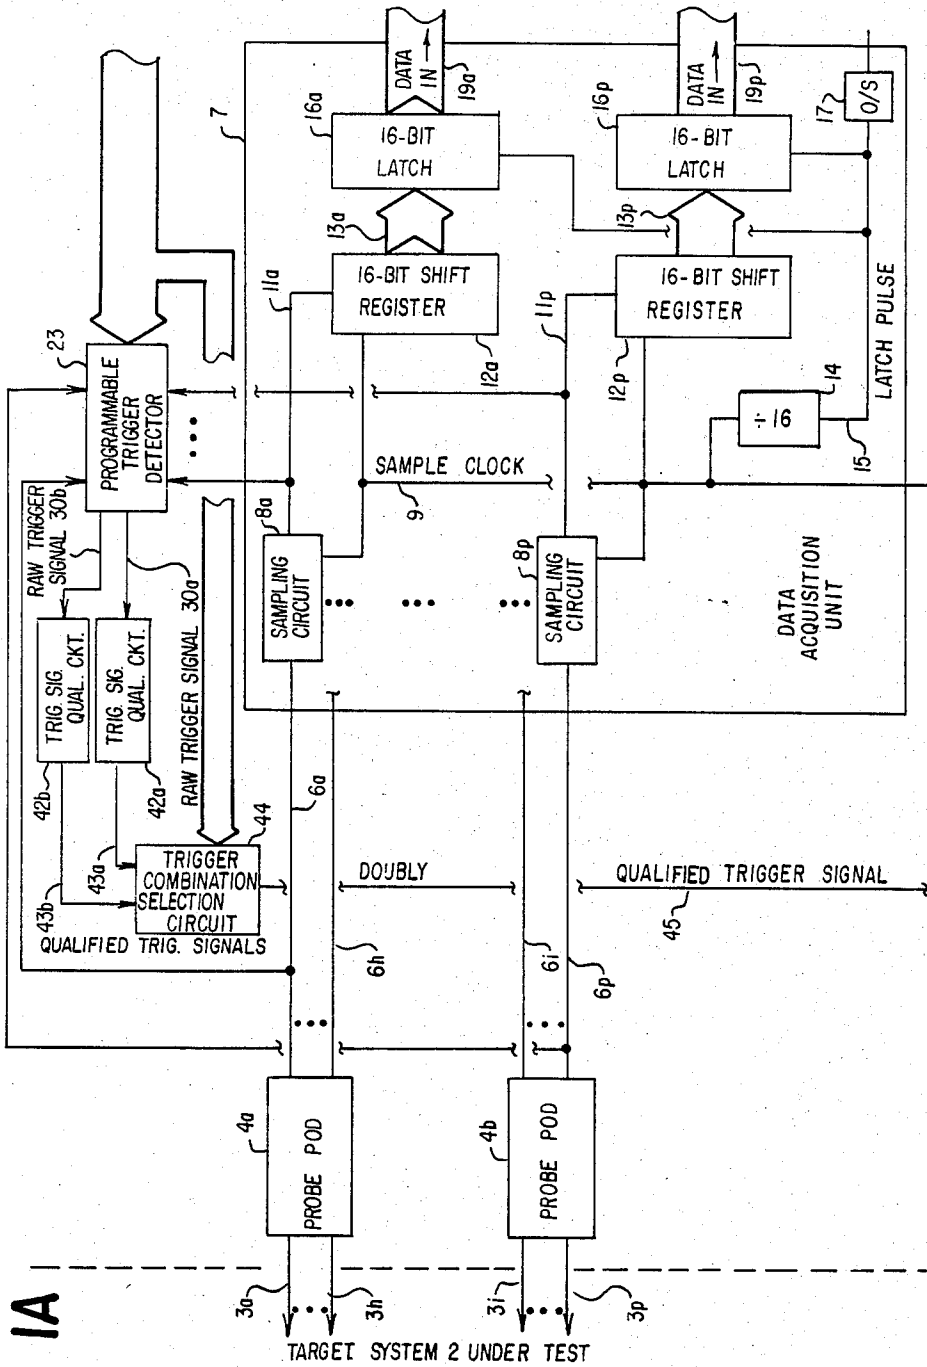 1A
7
DATA
IN
19a
16a
16-BIT
LATCH
13a
16-BIT SHIFT
REGISTER
11a
12a
DATA
IN
19p
16p
16-BIT
LATCH
13p
16-BIT SHIFT
REGISTER
11p
12p
17
O/S
LATCH PULSE
14
÷16
15
23
PROGRAMMABLE
TRIGGER
DETECTOR
SAMPLE CLOCK
9
8a
SAMPLING
CIRCUIT
8p
SAMPLING
CIRCUIT
DATA
ACQUISITION
UNIT
RAW TRIGGER
SIGNAL 30b
RAW TRIGGER SIGNAL 30a
TRIG. SIG.
QUAL. CKT.
42b
TRIG. SIG.
QUAL. CKT.
42a
43a
43b
44
TRIGGER
COMBINATION
SELECTION
CIRCUIT
QUALIFIED TRIG. SIGNALS
DOUBLY
QUALIFIED TRIGGER SIGNAL
45
6a
6h
6i
6p
4a
PROBE POD
4b
PROBE POD
3a
3h
3i
3p
TARGET SYSTEM 2 UNDER TEST